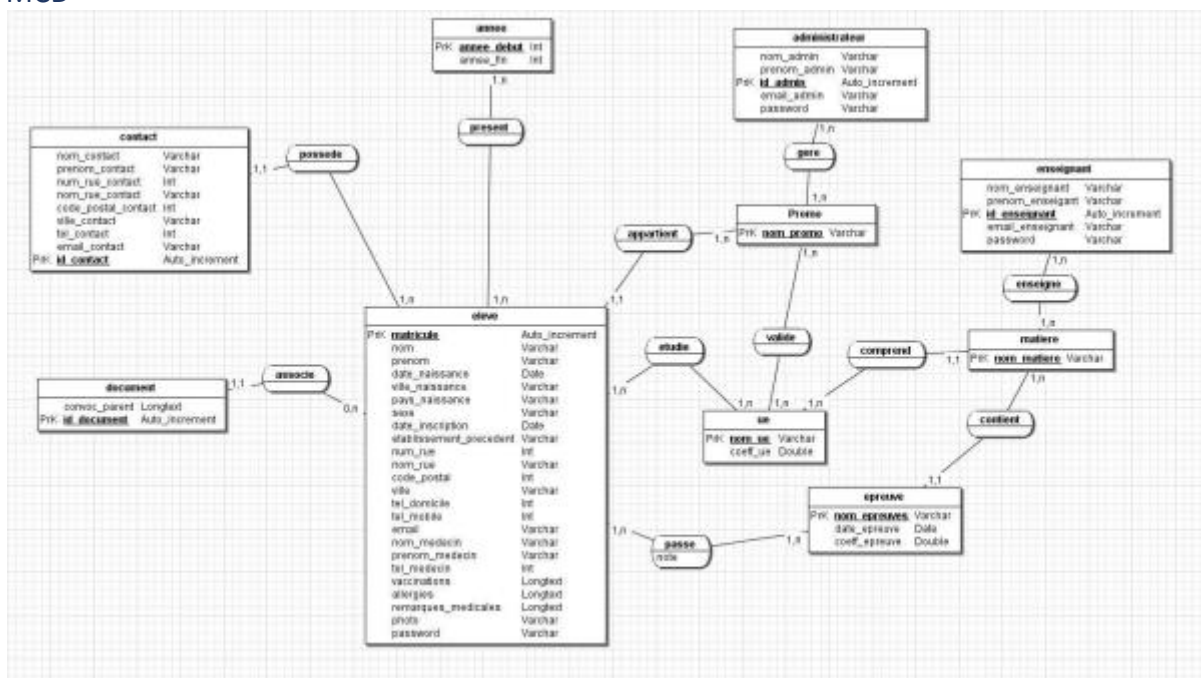 MCD
annee
PrK annee_debut Int
annee_fin Int
1,n
present
1,n
administrateur
nom_admin Varchar
prenom_admin Varchar
PrK id_admin Auto_increment
email_admin Varchar
password Varchar
1,n
gere
1,n
contact
nom_contact Varchar
prenom_contact Varchar
num_rue_contact Int
nom_rue_contact Varchar
code_postal_contact Int
ville_contact Varchar
tel_contact Int
email_contact Varchar
PrK id_contact Auto_increment
1,1
possede
1,n
enseignant
nom_enseignant Varchar
prenom_enseigant Varchar
PrK id_enseignant Auto_increment
email_enseignant Varchar
password Varchar
1,n
enseigne
1,n
Promo
PrK nom_promo Varchar
1,n
appartient
1,1
1,n
valide
1,n
eleve
PrK matricule Auto_increment
nom Varchar
prenom Varchar
date_naissance Date
ville_naissance Varchar
pays_naissance Varchar
sexe Varchar
date_inscription Date
etablissement_precedent Varchar
num_rue Int
nom_rue Varchar
code_postal Int
ville Varchar
tel_domicile Int
tel_mobile Int
email Varchar
nom_medecin Varchar
prenom_medecin Varchar
tel_medecin Int
vaccinations Longtext
allergies Longtext
remarques_medicales Longtext
photo Varchar
password Varchar
document
convoc_parent Longtext
PrK id_document Auto_increment
1,1
associe
0,n
etudie
1,n
1,n
comprend
1,1
1,n
matiere
PrK nom_matiere Varchar
1,n
contient
1,1
ue
PrK nom_ue Varchar
coeff_ue Double
epreuve
PrK nom_epreuves Varchar
date_epreuve Date
coeff_epreuve Double
1,n
passe
note
1,n